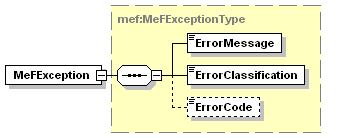 mef:MeFExceptionType
ErrorMessage
MeFException
ErrorClassification
ErrorCode